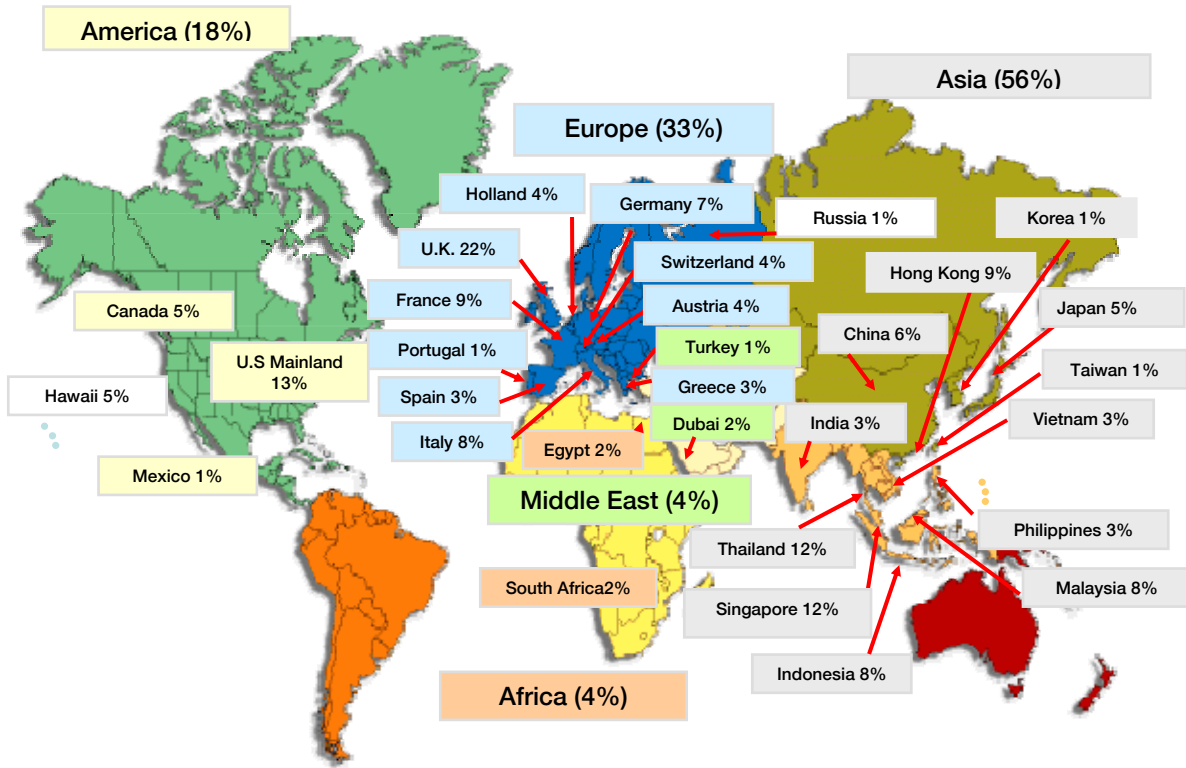 America (18%)
Asia (56%)
Europe (33%)
Holland 4%
Germany 7%
Russia 1%
Korea 1%
U.K. 22%
Switzerland 4%
Hong Kong 9%
France 9%
Austria 4%
Japan 5%
Canada 5%
China 6%
Portugal 1%
Turkey 1%
U.S Mainland
13%
Taiwan 1%
Hawaii 5%
Spain 3%
Greece 3%
Dubai 2%
India 3%
Vietnam 3%
Italy 8%
Egypt 2%
Mexico 1%
Middle East (4%)
Philippines 3%
Thailand 12%
South Africa2%
Malaysia 8%
Singapore 12%
Indonesia 8%
Africa (4%)